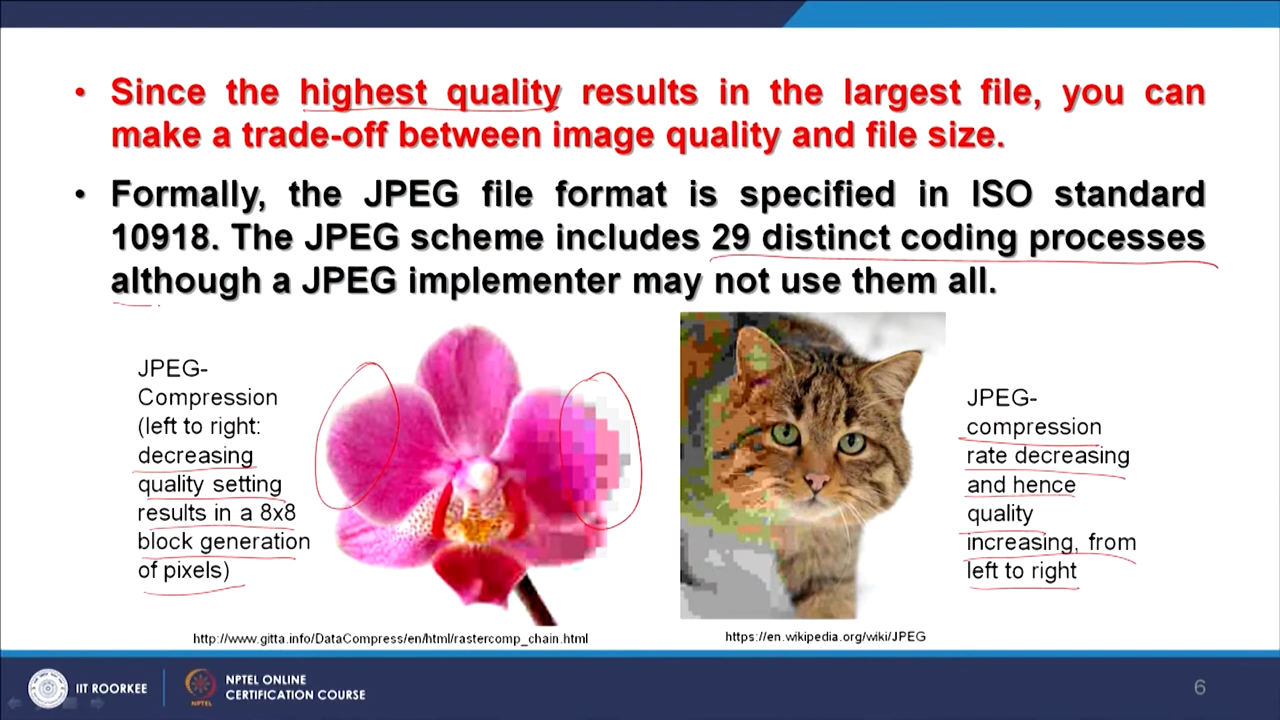 • Since the highest quality results in the largest file, you can
make a trade-off between image quality and file size.
• Formally, the JPEG file format is specified in ISO standard
10918. The JPEG scheme includes 29 distinct coding processes
although a JPEG implementer may not use them all.
JPEG-
Compression
(left to right:
decreasing
quality setting
results in a 8x8
block generation
of pixels)
http://www.gitta.info/DataCompress/en/html/rastercomp_chain.html
JPEG-
compression
rate decreasing
and hence
quality
increasing, from
left to right
https://en.wikipedia.org/wiki/JPEG
IIT ROORKEE
NPTEL
NPTEL ONLINE
CERTIFICATION COURSE
6